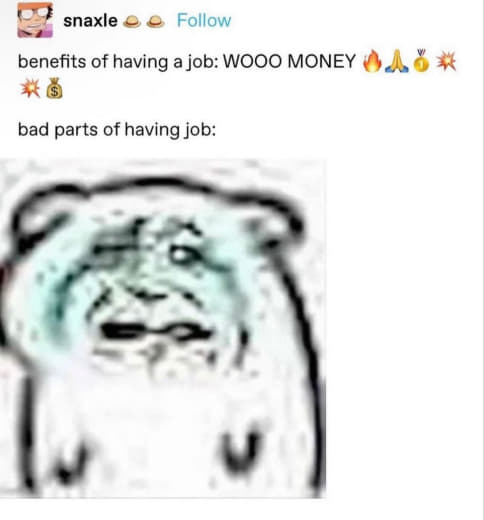 snaxle Follow
benefits of having a job: WOOO MONEY 🔥🙏🏅💥
💥💰
bad parts of having job: